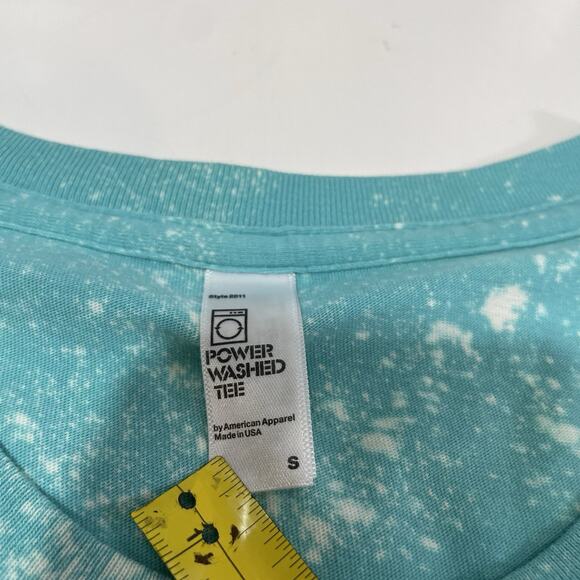 Style 2011
POWER
WASHED
TEE
by American Apparel
Made in USA
S